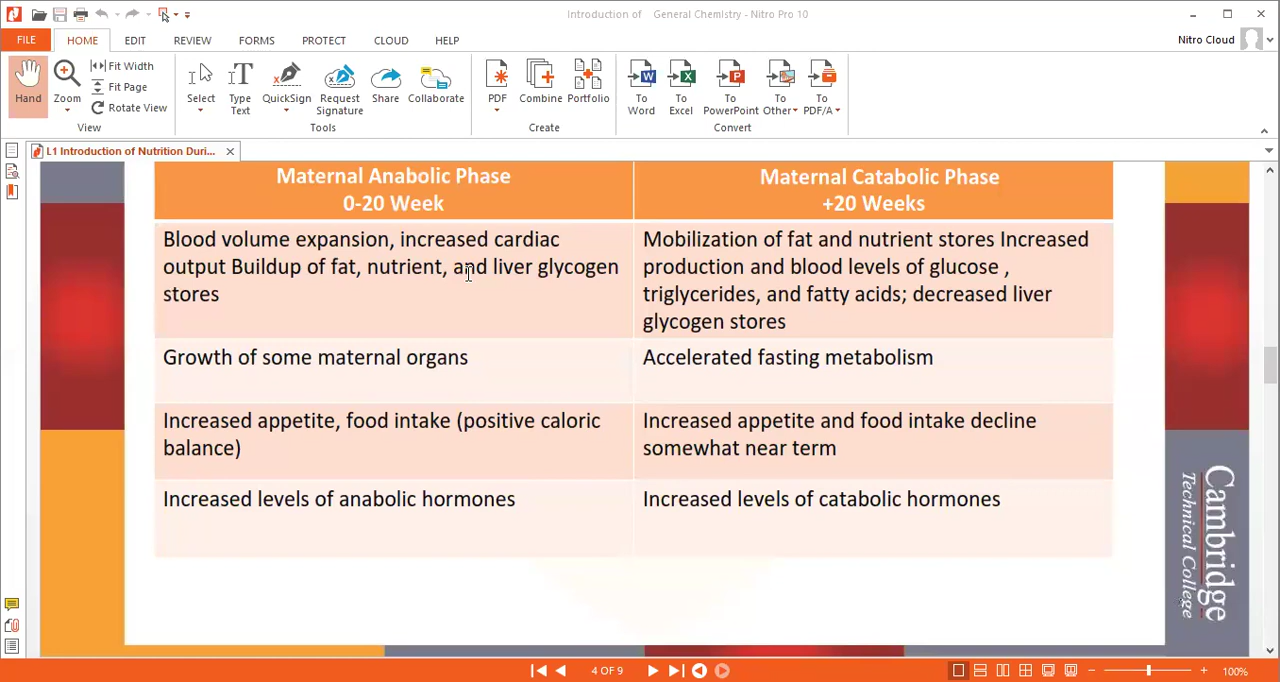 Introduction of General ChemIstry - Nitro Pro 10
FILE HOME EDIT REVIEW FORMS PROTECT CLOUD HELP
Nitro Cloud
Hand
Zoom
Fit Width
Fit Page
Rotate View
View
Select
Type Text
QuickSign
Request Signature
Share
Collaborate
Tools
PDF
Combine
Portfolio
Create
To Word
To Excel
To PowerPoint
To Other
To PDF/A
Convert
L1 Introduction of Nutrition Duri...
Maternal Anabolic Phase
0-20 Week
Maternal Catabolic Phase
+20 Weeks
Blood volume expansion, increased cardiac
output Buildup of fat, nutrient, and liver glycogen
stores
Mobilization of fat and nutrient stores Increased
production and blood levels of glucose ,
triglycerides, and fatty acids; decreased liver
glycogen stores
Growth of some maternal organs
Accelerated fasting metabolism
Increased appetite, food intake (positive caloric
balance)
Increased appetite and food intake decline
somewhat near term
Increased levels of anabolic hormones
Increased levels of catabolic hormones
Cambridge
Technical College
4 OF 9
100%